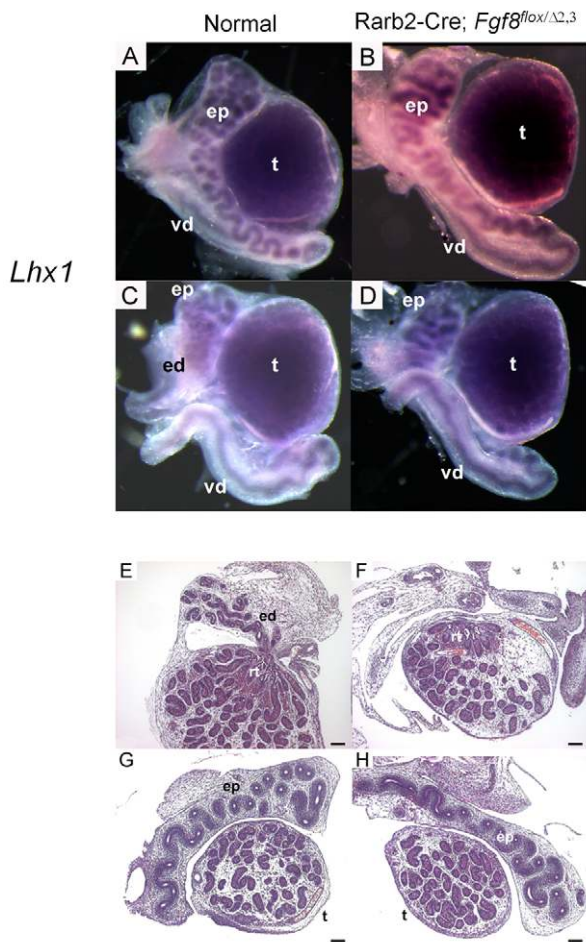 Normal
Rarb2-Cre; Fgf8flox/Δ2,3
A
B
ep
ep
t
t
vd
vd
Lhx1
C
D
ep
ep
ed
t
t
vd
vd
E
F
ed
rt
rt
G
H
ep
ep
t
t